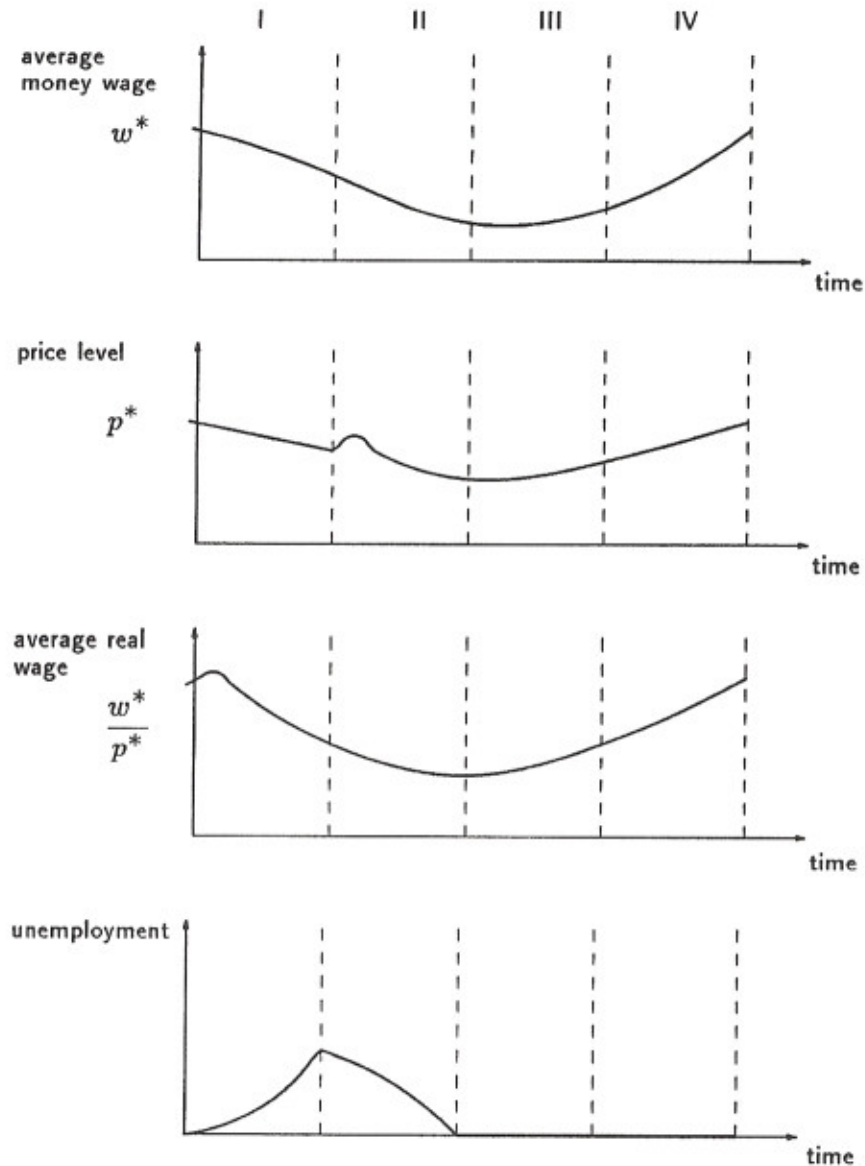 I II III IV
average
money wage
w*
time
price level
p*
time
average real
wage
w*
p*
time
unemployment
time